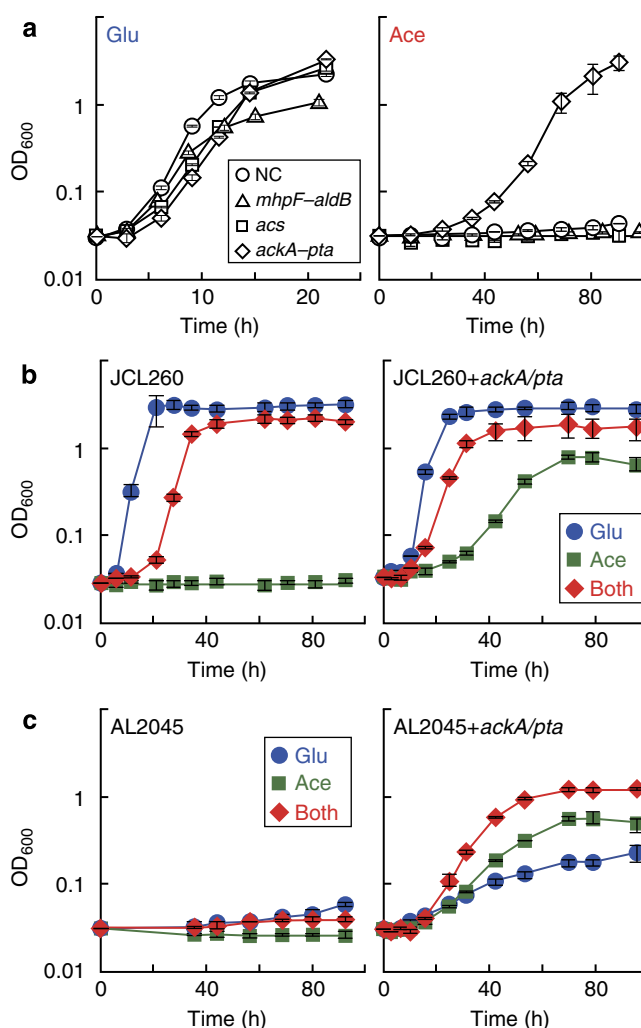 a
Glu
Ace
OD600
1
0.1
0.01
NC
mhpF–aldB
acs
ackA–pta
0 10 20
0 40 80
Time (h)
Time (h)
b
JCL260
JCL260+ackA/pta
OD600
1
0.1
0.01
Glu
Ace
Both
0 40 80
0 40 80
Time (h)
Time (h)
c
AL2045
AL2045+ackA/pta
Glu
Ace
Both
OD600
1
0.1
0.01
0 40 80
0 40 80
Time (h)
Time (h)